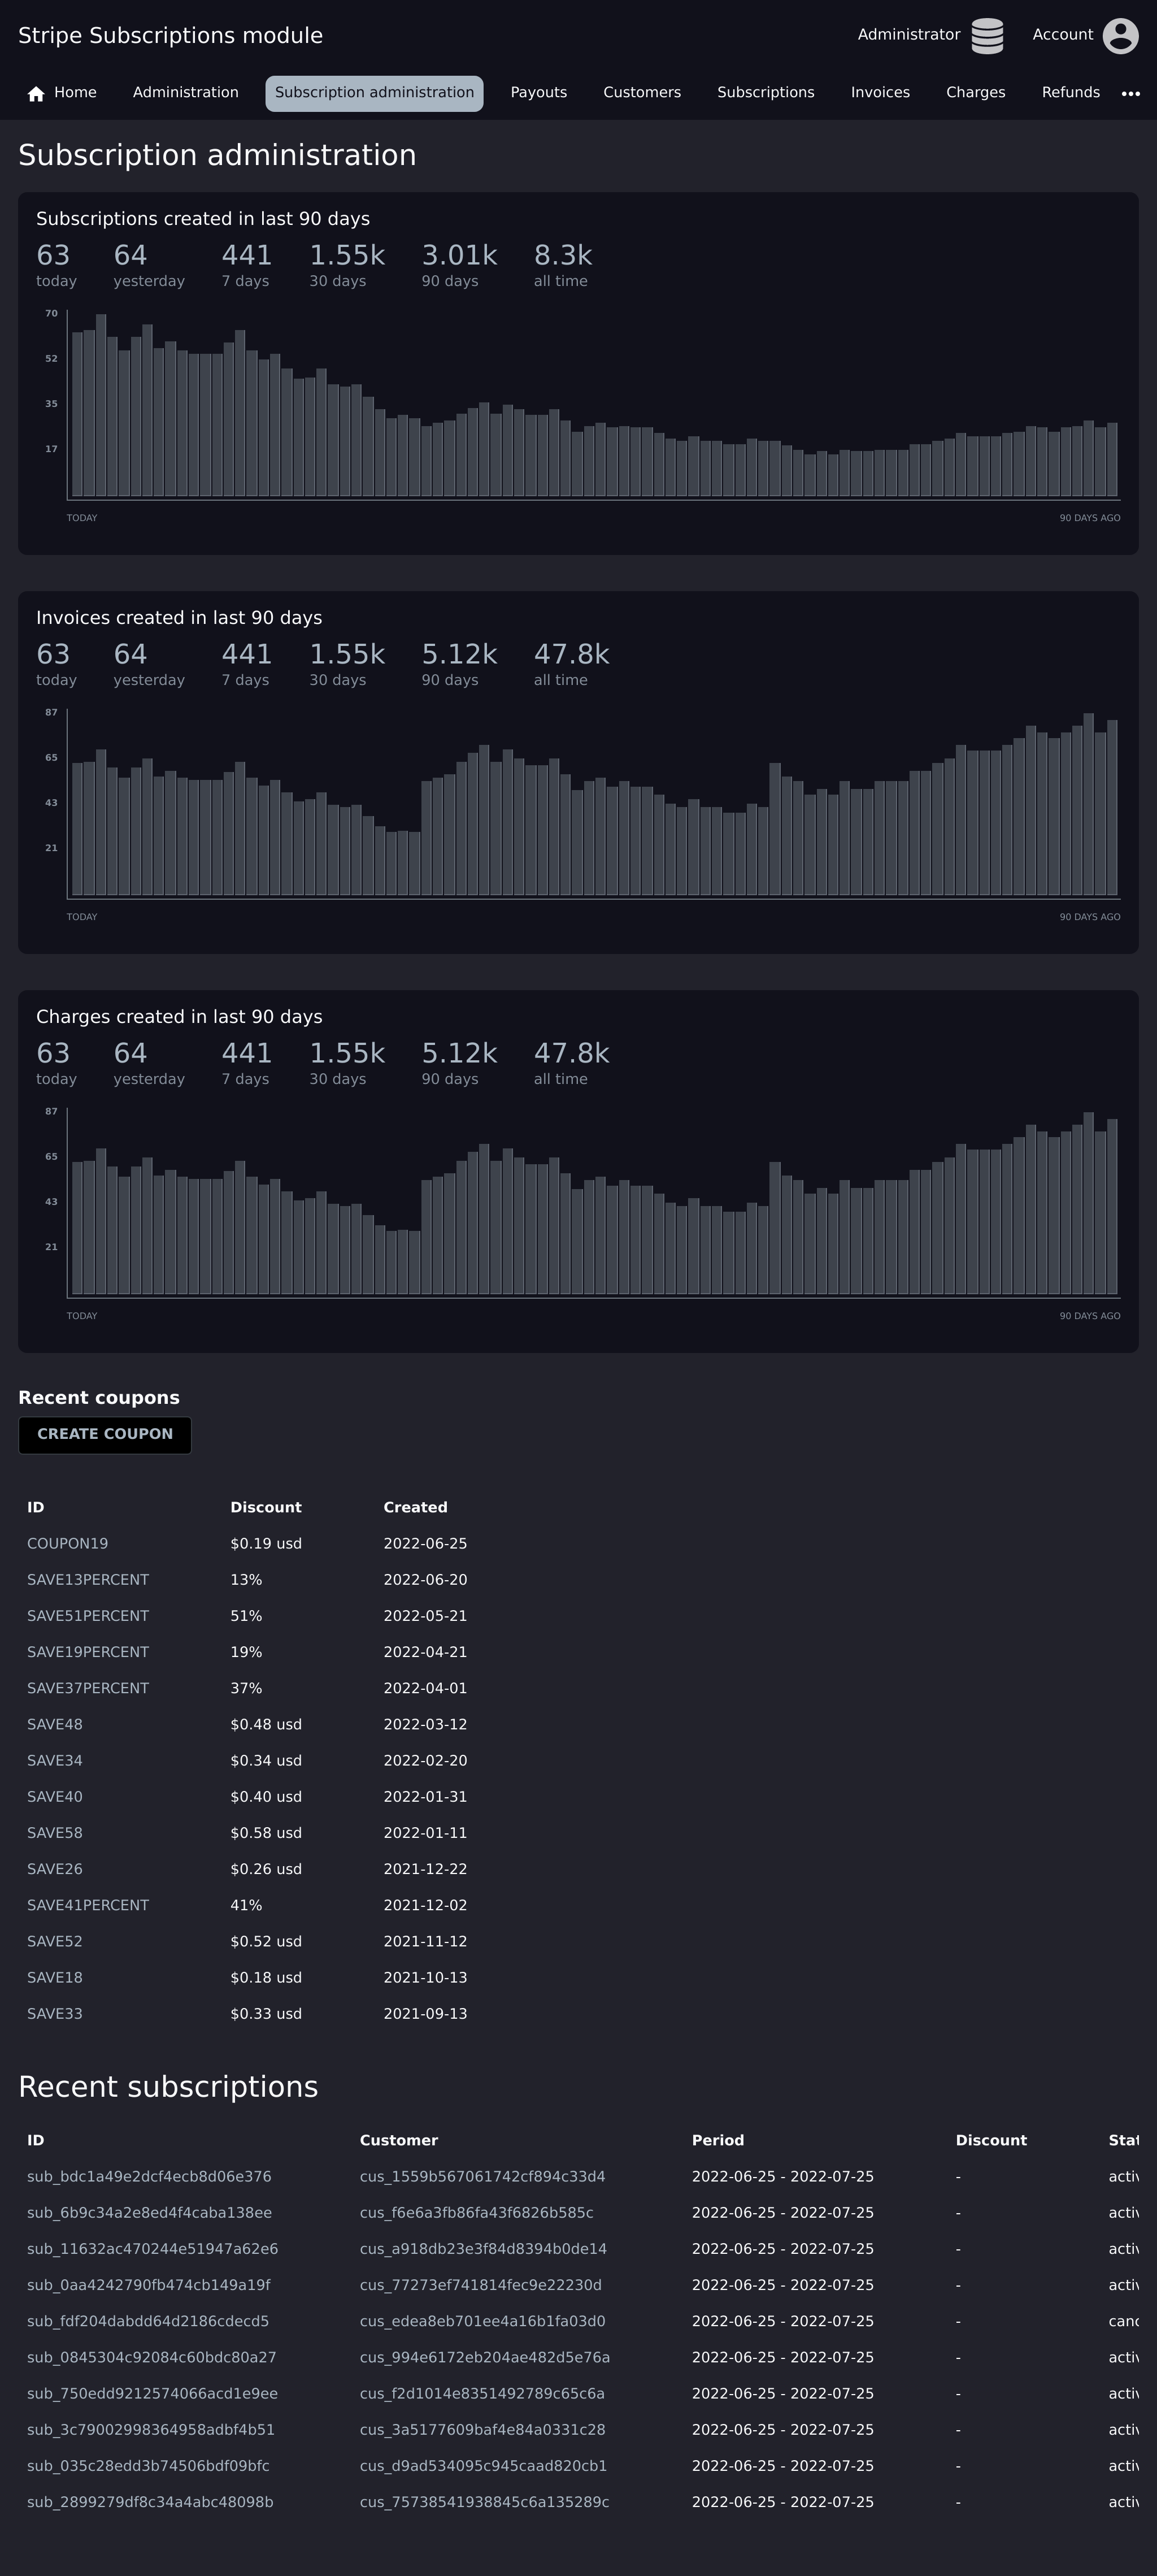 Stripe Subscriptions module
Administrator
Account
Home Administration Subscription administration Payouts Customers Subscriptions Invoices Charges Refunds
Subscription administration
Subscriptions created in last 90 days
63 64 441 1.55k 3.01k 8.3k
today yesterday 7 days 30 days 90 days all time
70
52
35
17
TODAY 90 DAYS AGO
Invoices created in last 90 days
63 64 441 1.55k 5.12k 47.8k
today yesterday 7 days 30 days 90 days all time
87
65
43
21
TODAY 90 DAYS AGO
Charges created in last 90 days
63 64 441 1.55k 5.12k 47.8k
today yesterday 7 days 30 days 90 days all time
87
65
43
21
TODAY 90 DAYS AGO
Recent coupons
CREATE COUPON
ID Discount Created
COUPON19 $0.19 usd 2022-06-25
SAVE13PERCENT 13% 2022-06-20
SAVE51PERCENT 51% 2022-05-21
SAVE19PERCENT 19% 2022-04-21
SAVE37PERCENT 37% 2022-04-01
SAVE48 $0.48 usd 2022-03-12
SAVE34 $0.34 usd 2022-02-20
SAVE40 $0.40 usd 2022-01-31
SAVE58 $0.58 usd 2022-01-11
SAVE26 $0.26 usd 2021-12-22
SAVE41PERCENT 41% 2021-12-02
SAVE52 $0.52 usd 2021-11-12
SAVE18 $0.18 usd 2021-10-13
SAVE33 $0.33 usd 2021-09-13
Recent subscriptions
ID Customer Period Discount Stat
sub_bdc1a49e2dcf4ecb8d06e376 cus_1559b567061742cf894c33d4 2022-06-25 - 2022-07-25 - activ
sub_6b9c34a2e8ed4f4caba138ee cus_f6e6a3fb86fa43f6826b585c 2022-06-25 - 2022-07-25 - activ
sub_11632ac470244e51947a62e6 cus_a918db23e3f84d8394b0de14 2022-06-25 - 2022-07-25 - activ
sub_0aa4242790fb474cb149a19f cus_77273ef741814fec9e22230d 2022-06-25 - 2022-07-25 - activ
sub_fdf204dabdd64d2186cdecd5 cus_edea8eb701ee4a16b1fa03d0 2022-06-25 - 2022-07-25 - canc
sub_0845304c92084c60bdc80a27 cus_994e6172eb204ae482d5e76a 2022-06-25 - 2022-07-25 - activ
sub_750edd9212574066acd1e9ee cus_f2d1014e8351492789c65c6a 2022-06-25 - 2022-07-25 - activ
sub_3c79002998364958adbf4b51 cus_3a5177609baf4e84a0331c28 2022-06-25 - 2022-07-25 - activ
sub_035c28edd3b74506bdf09bfc cus_d9ad534095c945caad820cb1 2022-06-25 - 2022-07-25 - activ
sub_2899279df8c34a4abc48098b cus_75738541938845c6a135289c 2022-06-25 - 2022-07-25 - activ